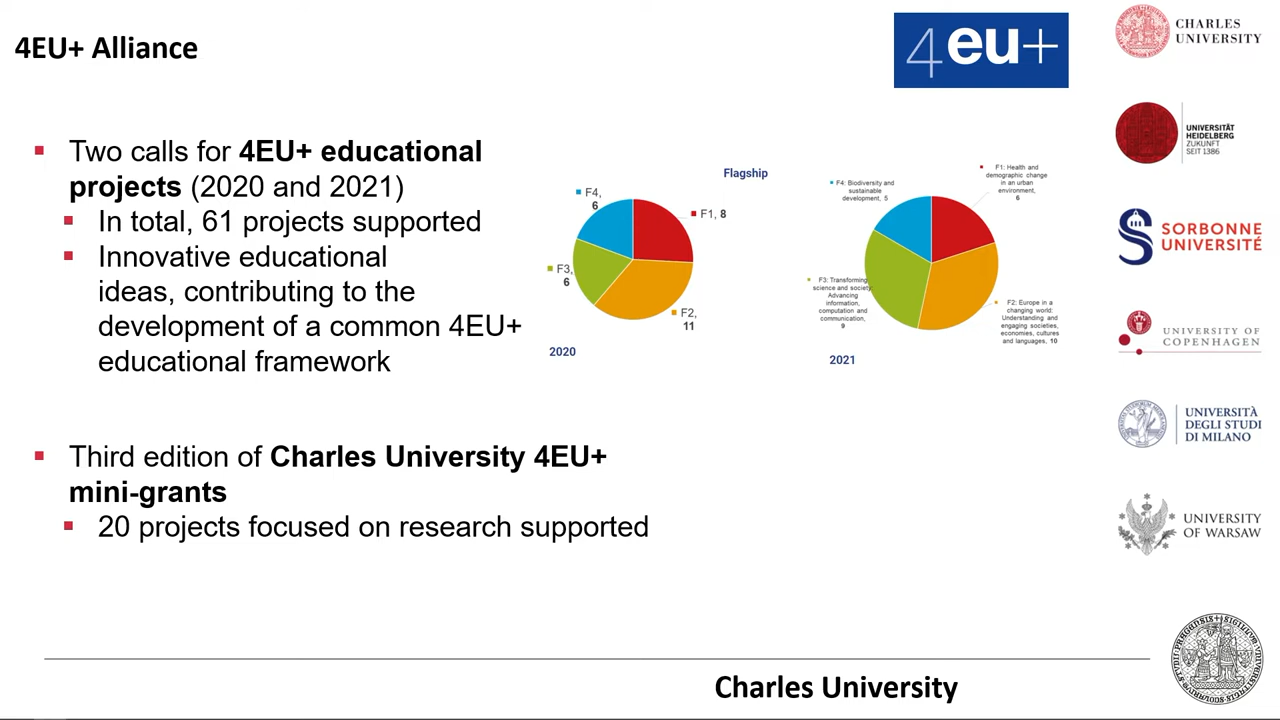 4EU+ Alliance
4eu+
CHARLES
UNIVERSITY
UNIVERSITÄT
HEIDELBERG
ZUKUNFT
SEIT 1386
SORBONNE
UNIVERSITÉ
UNIVERSITY OF
COPENHAGEN
UNIVERSITÀ
DEGLI STUDI
DI MILANO
UNIVERSITY
OF WARSAW
Two calls for 4EU+ educational
projects (2020 and 2021)
In total, 61 projects supported
Innovative educational
ideas, contributing to the
development of a common 4EU+
educational framework
Third edition of Charles University 4EU+
mini-grants
20 projects focused on research supported
Flagship
F4,
6
F1, 8
F3,
6
F2,
11
2020
F4: Biodiversity and
sustainable
development, 5
F1: Health and
demographic change
in an urban
environment,
6
F3: Transforming
science and society:
Advancing
information,
computation and
communication,
9
F2: Europe in a
changing world:
Understanding and
engaging societies,
economies, cultures
and languages, 10
2021
Charles University